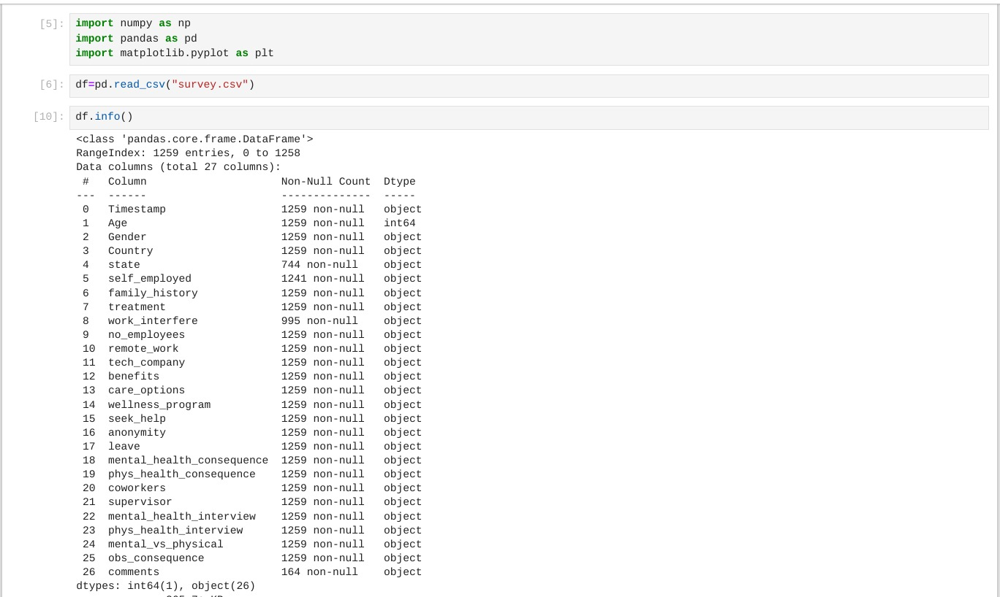 [5]:
import numpy as np
import pandas as pd
import matplotlib.pyplot as plt
[6]:
df=pd.read_csv("survey.csv")
[10]:
df.info()
<class 'pandas.core.frame.DataFrame'>
RangeIndex: 1259 entries, 0 to 1258
Data columns (total 27 columns):
 #   Column                     Non-Null Count  Dtype
---  ------                     --------------  -----
 0   Timestamp                  1259 non-null   object
 1   Age                        1259 non-null   int64
 2   Gender                     1259 non-null   object
 3   Country                    1259 non-null   object
 4   state                      744 non-null    object
 5   self_employed              1241 non-null   object
 6   family_history             1259 non-null   object
 7   treatment                  1259 non-null   object
 8   work_interfere             995 non-null    object
 9   no_employees               1259 non-null   object
 10  remote_work                1259 non-null   object
 11  tech_company               1259 non-null   object
 12  benefits                   1259 non-null   object
 13  care_options               1259 non-null   object
 14  wellness_program           1259 non-null   object
 15  seek_help                  1259 non-null   object
 16  anonymity                  1259 non-null   object
 17  leave                      1259 non-null   object
 18  mental_health_consequence  1259 non-null   object
 19  phys_health_consequence    1259 non-null   object
 20  coworkers                  1259 non-null   object
 21  supervisor                 1259 non-null   object
 22  mental_health_interview    1259 non-null   object
 23  phys_health_interview      1259 non-null   object
 24  mental_vs_physical         1259 non-null   object
 25  obs_consequence            1259 non-null   object
 26  comments                   164 non-null    object
dtypes: int64(1), object(26)